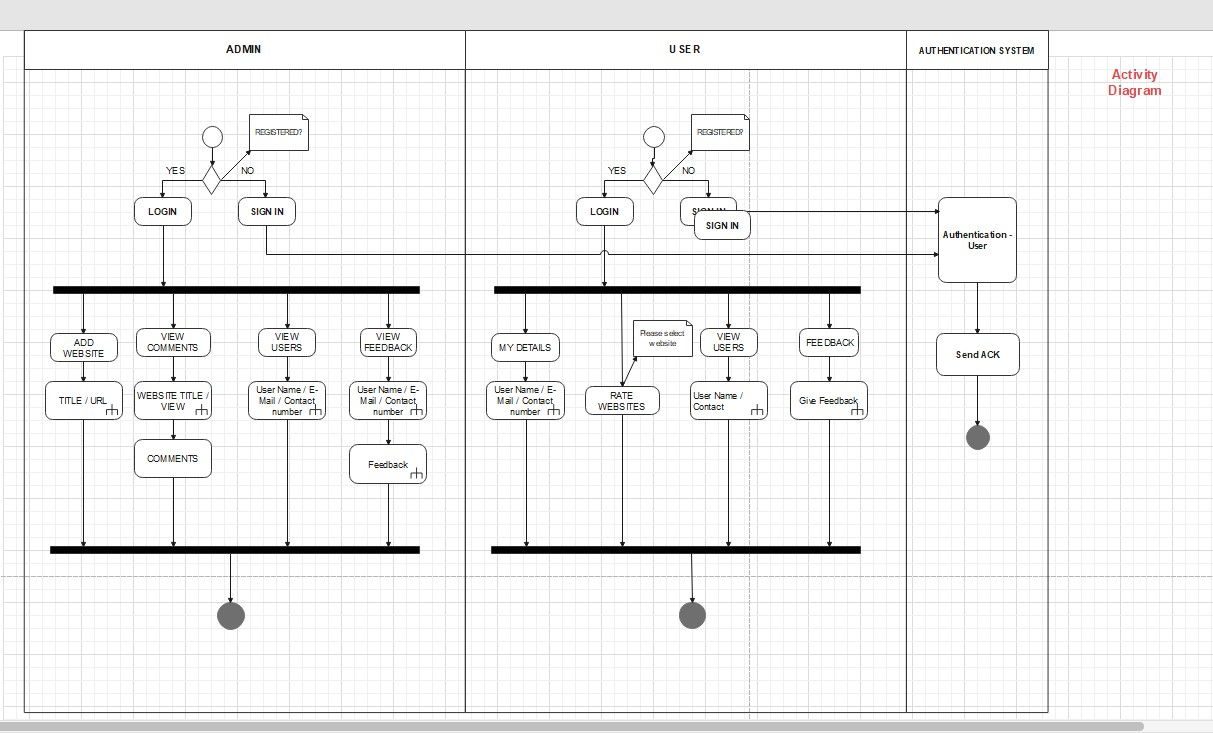 ADMIN
USER
AUTHENTICATION SYSTEM
Activity
Diagram
REGISTERED?
YES
NO
LOGIN
SIGN IN
REGISTERED?
YES
NO
LOGIN
SIGN IN
SIGN IN
Authentication -
User
ADD
WEBSITE
VIEW
COMMENTS
VIEW
USERS
VIEW
FEEDBACK
MY DETAILS
Please select
website
VIEW
USERS
FEEDBACK
Send ACK
TITLE / URL
WEBSITE TITLE /
VIEW
User Name / E-
Mail / Contact
number
User Name / E-
Mail / Contact
number
User Name / E-
Mail / Contact
number
RATE
WEBSITES
User Name /
Contact
Give Feedback
COMMENTS
Feedback